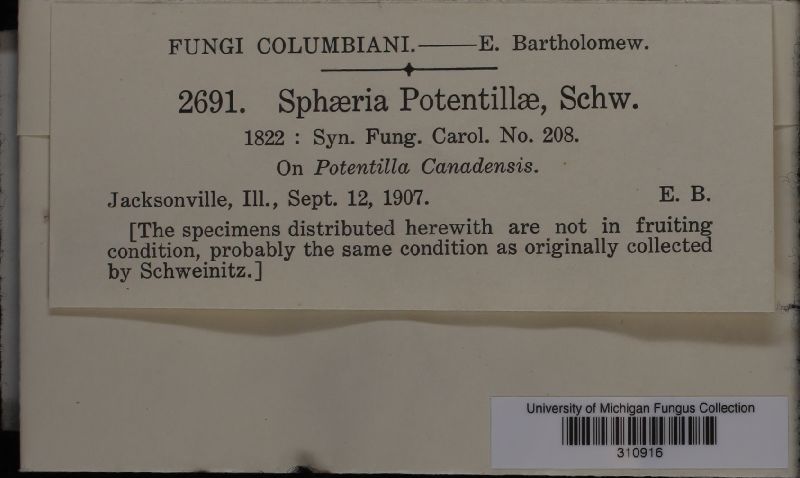 FUNGI COLUMBIANI.——E. Bartholomew.
2691. Sphæria Potentillæ, Schw.
1822 : Syn. Fung. Carol. No. 208.
On Potentilla Canadensis.
Jacksonville, Ill., Sept. 12, 1907. E. B.
[The specimens distributed herewith are not in fruiting
condition, probably the same condition as originally collected
by Schweinitz.]
University of Michigan Fungus Collection
310916